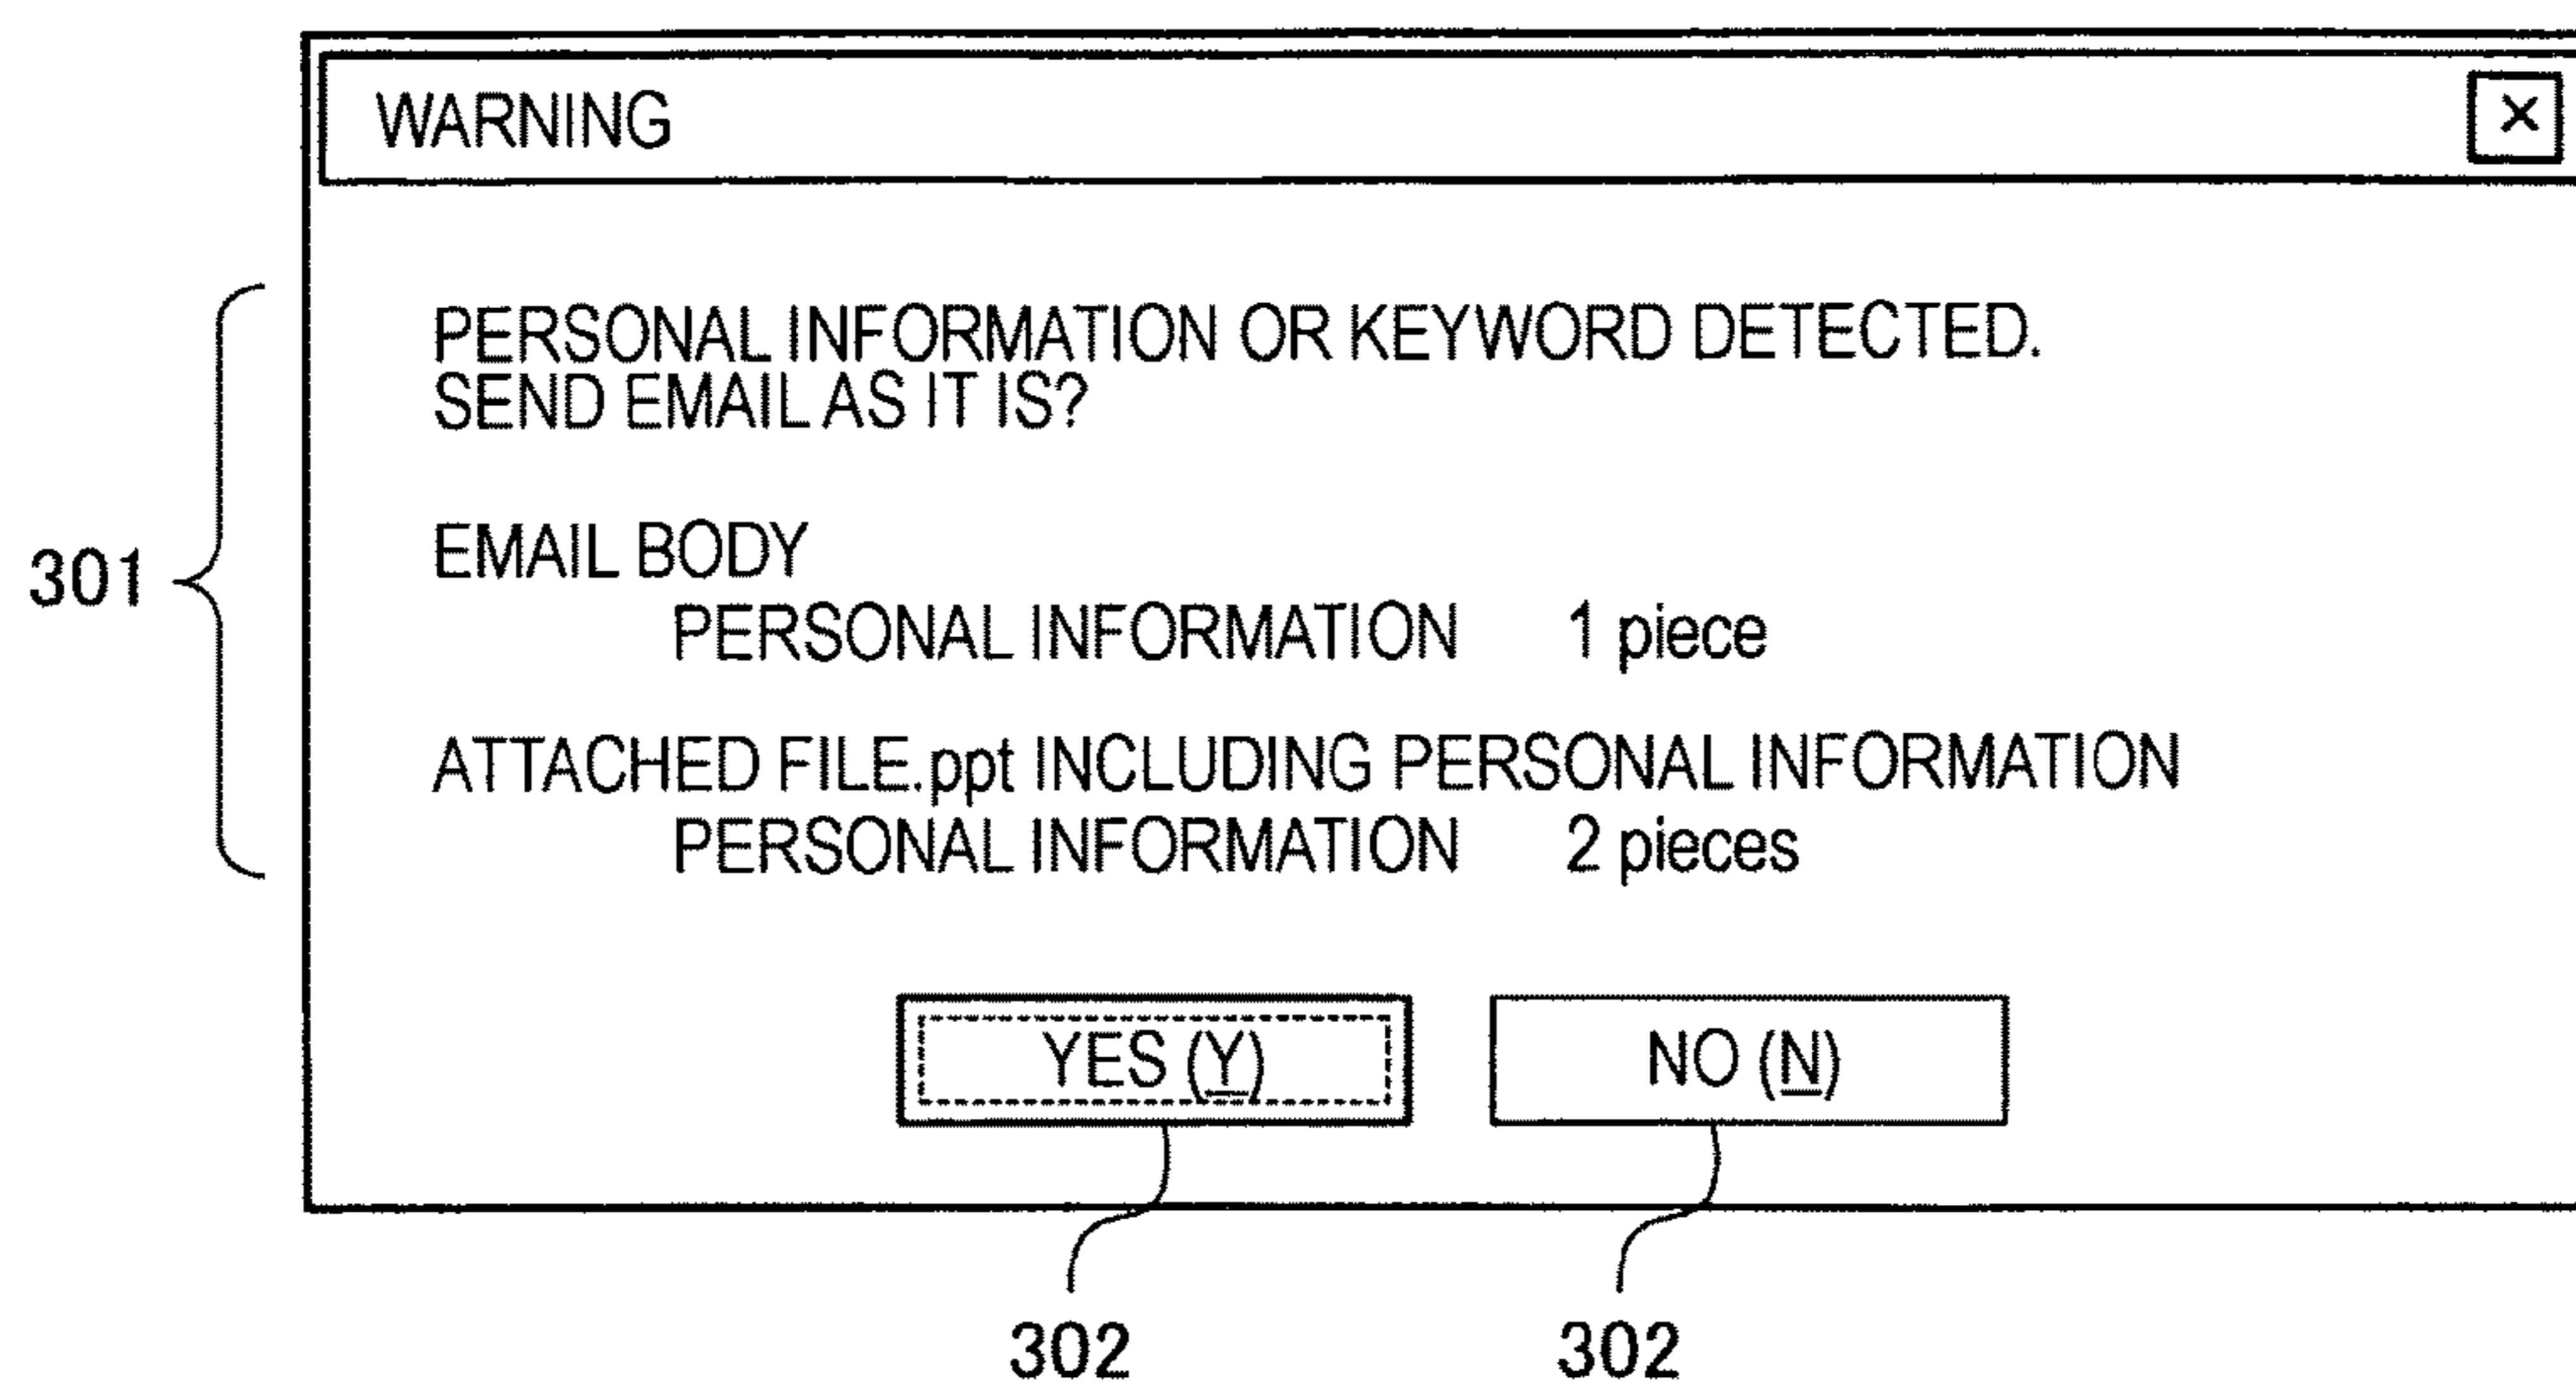 WARNING ×
PERSONAL INFORMATION OR KEYWORD DETECTED.
SEND EMAIL AS IT IS?
EMAIL BODY
301
PERSONAL INFORMATION 1 piece
ATTACHED FILE.ppt INCLUDING PERSONAL INFORMATION
PERSONAL INFORMATION 2 pieces
YES (Y) NO (N)
302 302